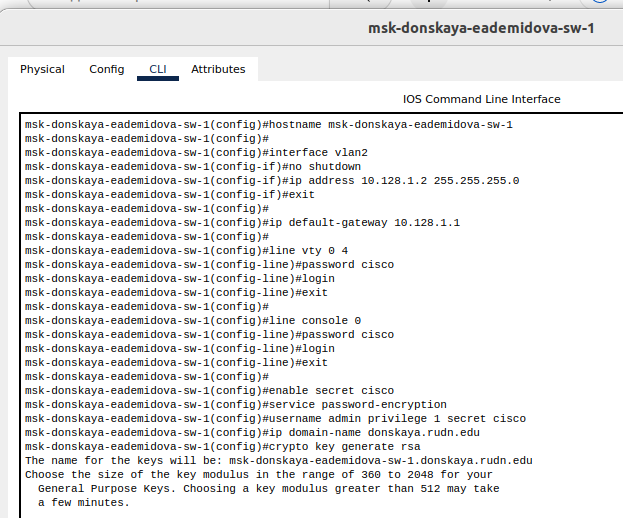 msk-donskaya-eademidova-sw-1
Physical Config CLI Attributes
IOS Command Line Interface
msk-donskaya-eademidova-sw-1(config)#hostname msk-donskaya-eademidova-sw-1
msk-donskaya-eademidova-sw-1(config)#
msk-donskaya-eademidova-sw-1(config)#interface vlan2
msk-donskaya-eademidova-sw-1(config-if)#no shutdown
msk-donskaya-eademidova-sw-1(config-if)#ip address 10.128.1.2 255.255.255.0
msk-donskaya-eademidova-sw-1(config-if)#exit
msk-donskaya-eademidova-sw-1(config)#
msk-donskaya-eademidova-sw-1(config)#ip default-gateway 10.128.1.1
msk-donskaya-eademidova-sw-1(config)#
msk-donskaya-eademidova-sw-1(config)#line vty 0 4
msk-donskaya-eademidova-sw-1(config-line)#password cisco
msk-donskaya-eademidova-sw-1(config-line)#login
msk-donskaya-eademidova-sw-1(config-line)#exit
msk-donskaya-eademidova-sw-1(config)#
msk-donskaya-eademidova-sw-1(config)#line console 0
msk-donskaya-eademidova-sw-1(config-line)#password cisco
msk-donskaya-eademidova-sw-1(config-line)#login
msk-donskaya-eademidova-sw-1(config-line)#exit
msk-donskaya-eademidova-sw-1(config)#
msk-donskaya-eademidova-sw-1(config)#enable secret cisco
msk-donskaya-eademidova-sw-1(config)#service password-encryption
msk-donskaya-eademidova-sw-1(config)#username admin privilege 1 secret cisco
msk-donskaya-eademidova-sw-1(config)#ip domain-name donskaya.rudn.edu
msk-donskaya-eademidova-sw-1(config)#crypto key generate rsa
The name for the keys will be: msk-donskaya-eademidova-sw-1.donskaya.rudn.edu
Choose the size of the key modulus in the range of 360 to 2048 for your
General Purpose Keys. Choosing a key modulus greater than 512 may take
a few minutes.